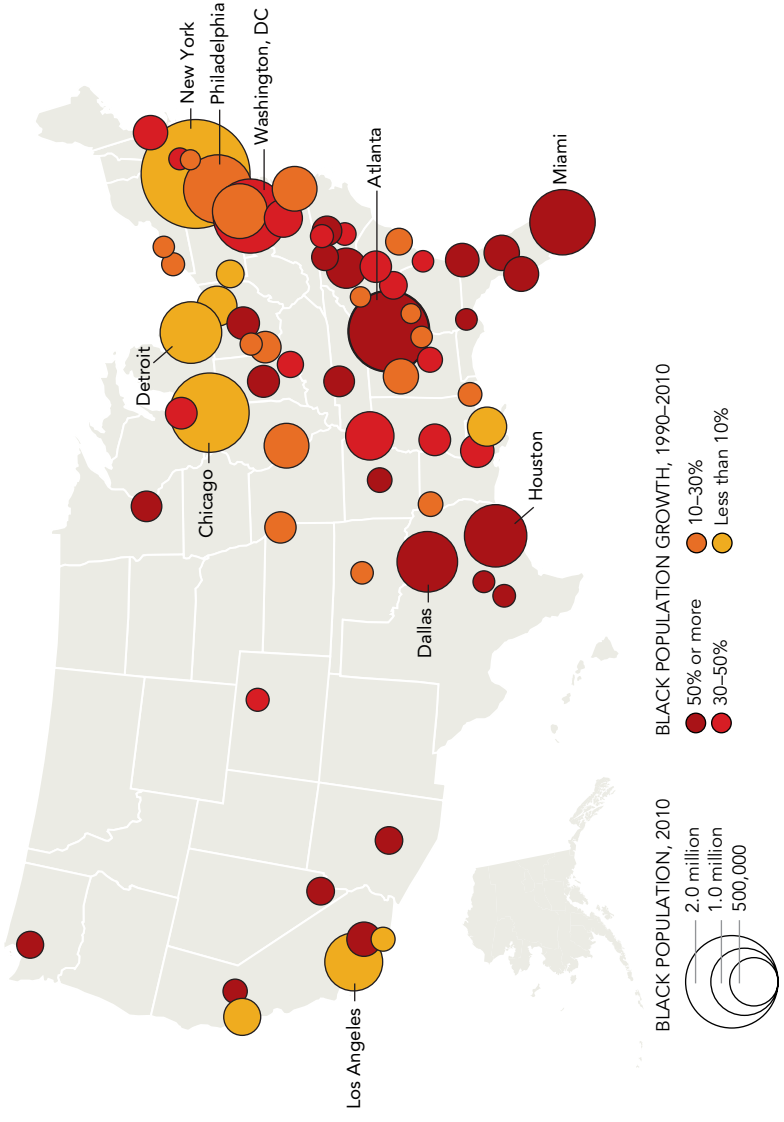 New York
Philadelphia
Washington, DC
Detroit
Chicago
Atlanta
Miami
Houston
Dallas
Los Angeles
BLACK POPULATION, 2010
2.0 million
1.0 million
500,000
BLACK POPULATION GROWTH, 1990–2010
50% or more
30–50%
10–30%
Less than 10%